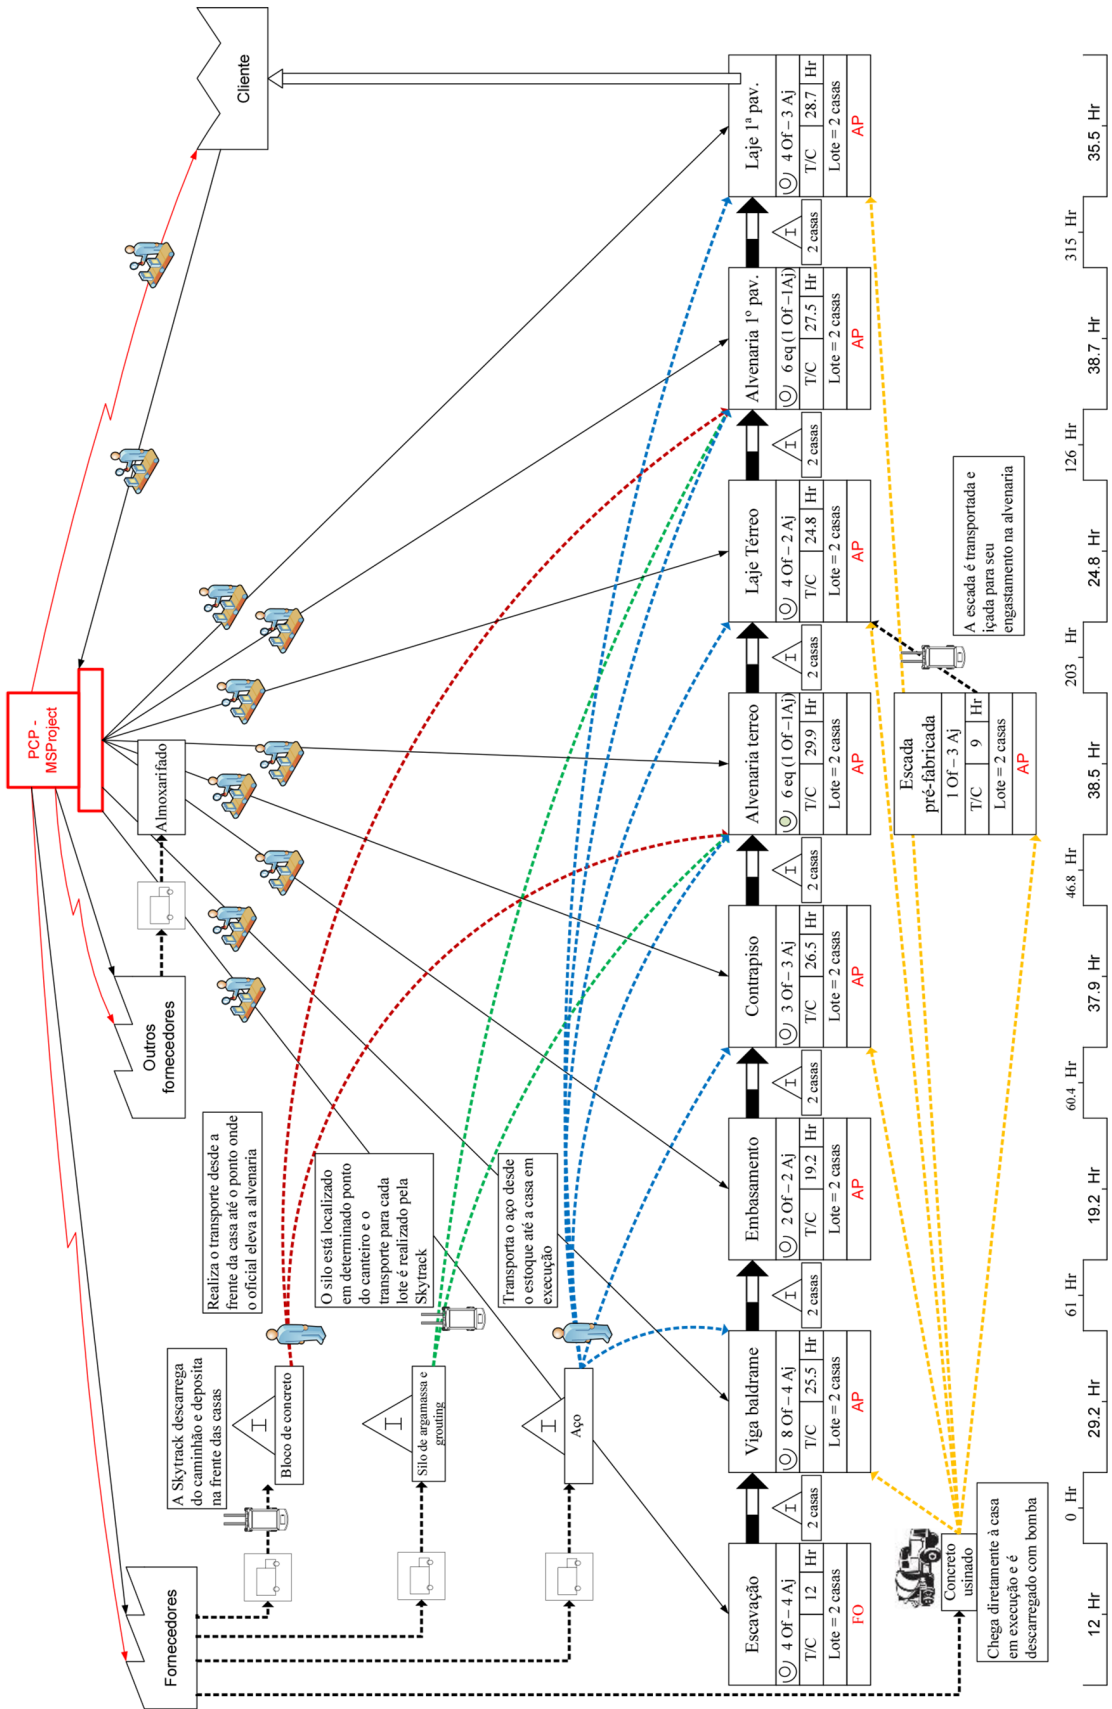 PCP -
MSProject
Cliente
Almoxarifado
Outros
fornecedores
Fornecedores
A Skytrack descarrega
do caminhão e deposita
na frente das casas
Realiza o transporte desde a
frente da casa até o ponto onde
o oficial eleva a alvenaria
O silo está localizado
em determinado ponto
do canteiro e o
transporte para cada
lote é realizado pela
Skytrack
Transporta o aço desde
o estoque até a casa em
execução
I
Bloco de concreto
I
Silo de argamassa e
grouting
I
Aço
Escavação
4 Of – 4 Aj
T/C 12 Hr
Lote = 2 casas
FO
I
2 casas
Viga baldrame
8 Of – 4 Aj
T/C 25.5 Hr
Lote = 2 casas
AP
I
2 casas
Embasamento
2 Of – 2 Aj
T/C 19.2 Hr
Lote = 2 casas
AP
I
2 casas
Contrapiso
3 Of – 3 Aj
T/C 26.5 Hr
Lote = 2 casas
AP
I
2 casas
Alvenaria terreo
6 eq (1 Of –1Aj)
T/C 29.9 Hr
Lote = 2 casas
AP
I
2 casas
Laje Térreo
4 Of – 2 Aj
T/C 24.8 Hr
Lote = 2 casas
AP
I
2 casas
Alvenaria 1º pav.
6 eq (1 Of –1Aj)
T/C 27.5 Hr
Lote = 2 casas
AP
I
2 casas
Laje 1ª pav.
4 Of – 3 Aj
T/C 28.7 Hr
Lote = 2 casas
AP
Concreto
usinado
Chega diretamente à casa
em execução e é
descarregado com bomba
Escada
pré-fabricada
1 Of – 3 Aj
T/C 9 Hr
Lote = 2 casas
AP
A escada é transportada e
içada para seu
engastamento na alvenaria
12 Hr
0 Hr
29.2 Hr
61 Hr
19.2 Hr
60.4 Hr
37.9 Hr
46.8 Hr
38.5 Hr
203 Hr
24.8 Hr
126 Hr
38.7 Hr
315 Hr
35.5 Hr